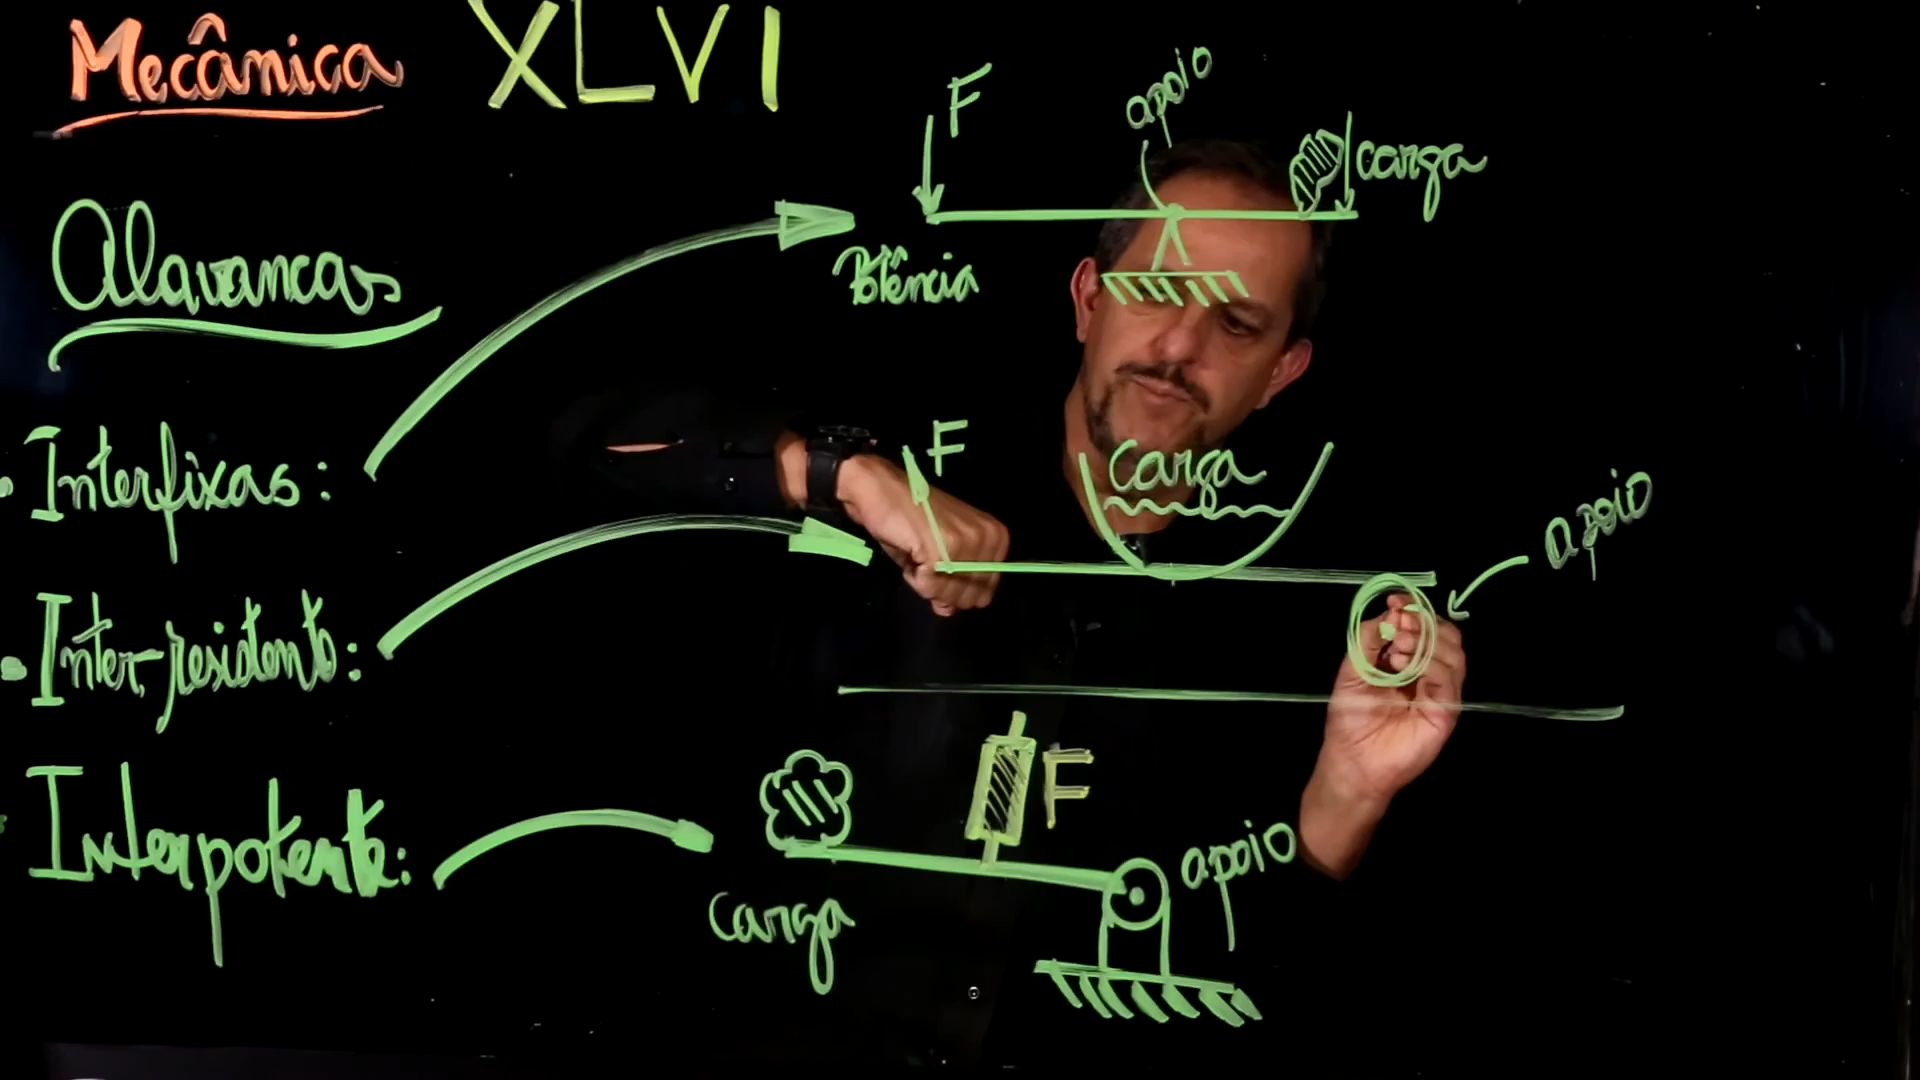 Mecânica XLVI
Alavancas
F
apoio
carga
Potência
• Interfixas:
F
carga
apoio
• Inter-resistente:
• Interpotente:
F
apoio
carga